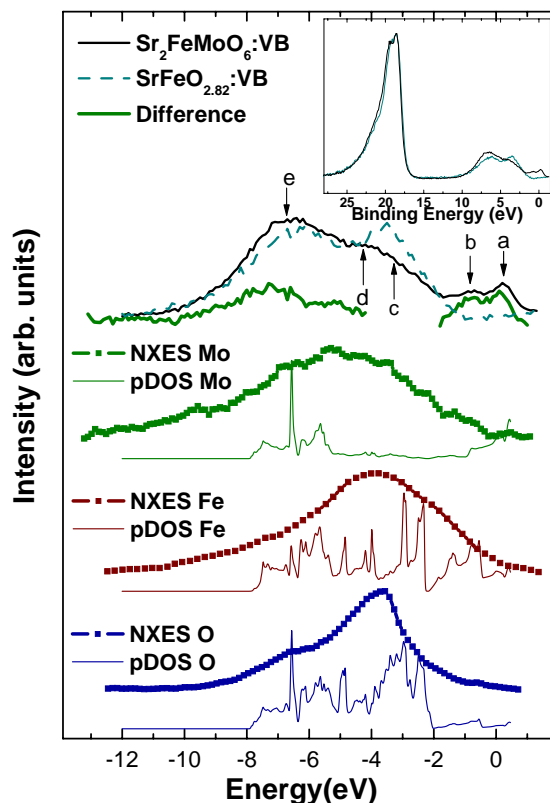 Sr₂FeMoO₆:VB
SrFeO₂.₈₂:VB
Difference
25 20 15 10 5 0
Binding Energy (eV)
e
b
a
d
c
NXES Mo
pDOS Mo
NXES Fe
pDOS Fe
NXES O
pDOS O
Intensity (arb. units)
-12 -10 -8 -6 -4 -2 0
Energy(eV)